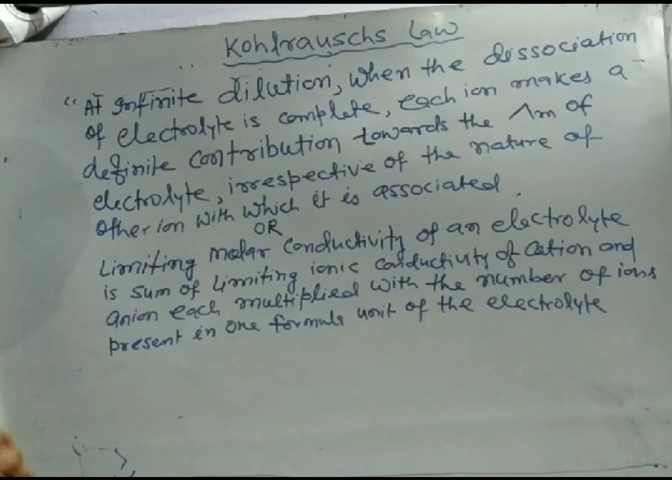 Kohlrauschs Law
"At infinite dilution, when the dissociation
of electrolyte is complete, each ion makes a
definite contribution towards the Λm of
electrolyte, irrespective of the nature of
other ion with which it is associated.
OR
Limiting molar conductivity of an electrolyte
is sum of limiting ionic conductivity of cation and
anion each multiplied with the number of ions
present in one formula unit of the electrolyte